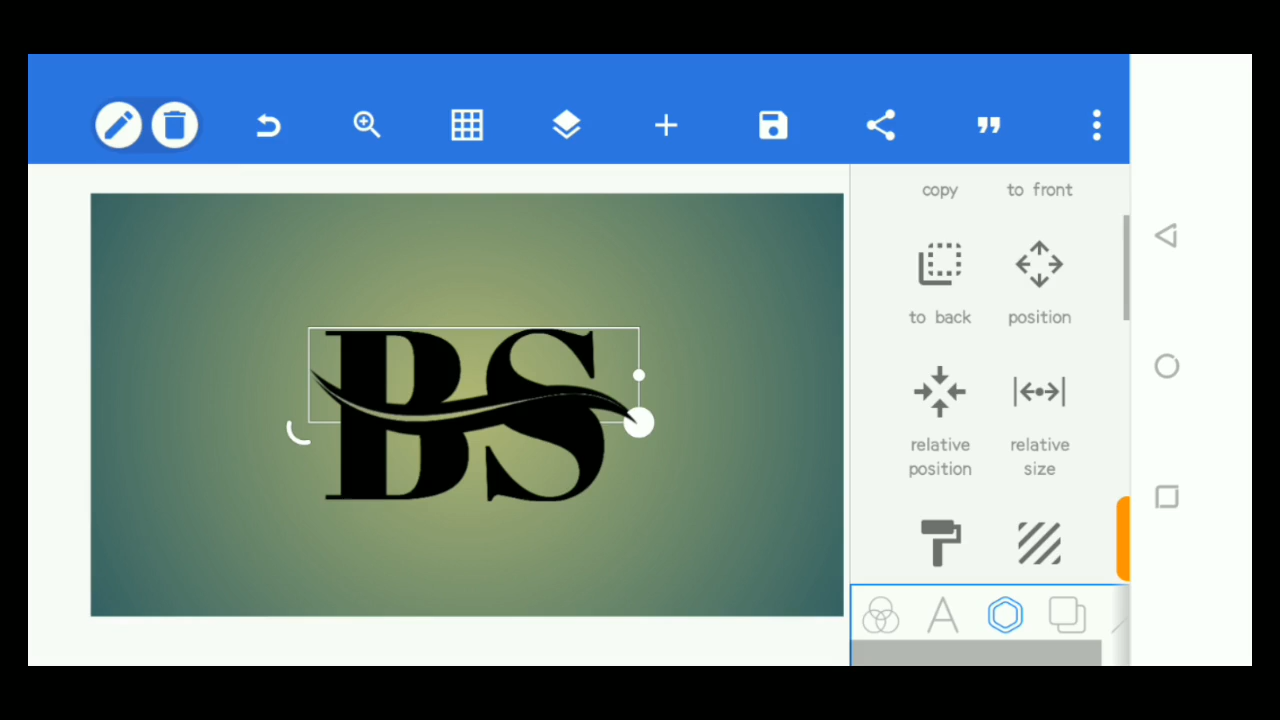 copy to front
BS
to back position
relative position
relative size